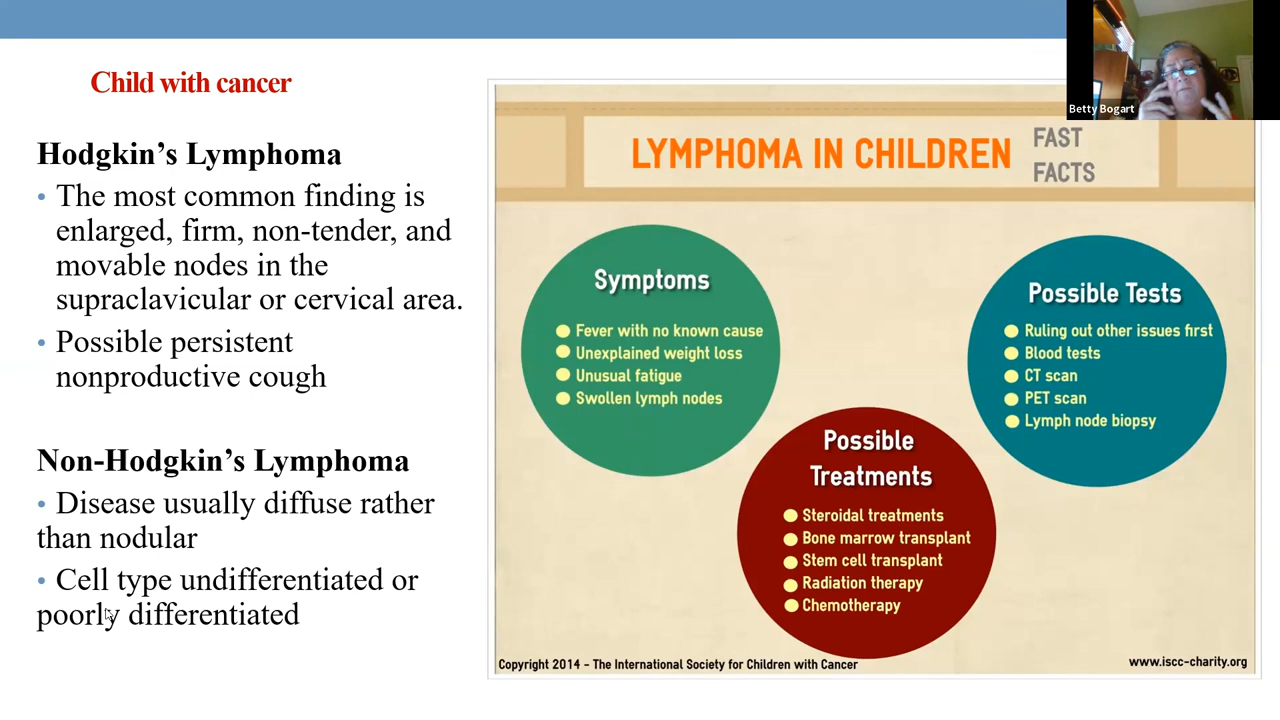 Child with cancer
Hodgkin’s Lymphoma
• The most common finding is
enlarged, firm, non-tender, and
movable nodes in the
supraclavicular or cervical area.
• Possible persistent
nonproductive cough
Non-Hodgkin’s Lymphoma
• Disease usually diffuse rather
than nodular
• Cell type undifferentiated or
poorly differentiated
LYMPHOMA IN CHILDREN
FAST
FACTS
Symptoms
Fever with no known cause
Unexplained weight loss
Unusual fatigue
Swollen lymph nodes
Possible Treatments
Steroidal treatments
Bone marrow transplant
Stem cell transplant
Radiation therapy
Chemotherapy
Possible Tests
Ruling out other issues first
Blood tests
CT scan
PET scan
Lymph node biopsy
Copyright 2014 - The International Society for Children with Cancer
www.iscc-charity.org
Betty Bogart